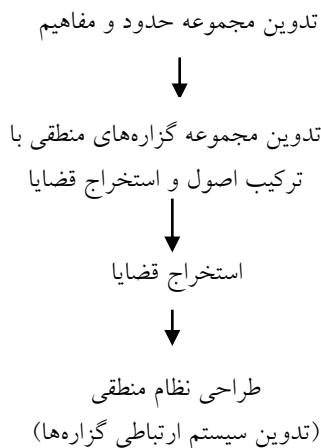 تدوین مجموعه حدود و مفاهیم
تدوین مجموعه گزاره‌های منطقی با
ترکیب اصول و استخراج قضایا
استخراج قضایا
طراحی نظام منطقی
(تدوین سیستم ارتباطی گزاره‌ها)